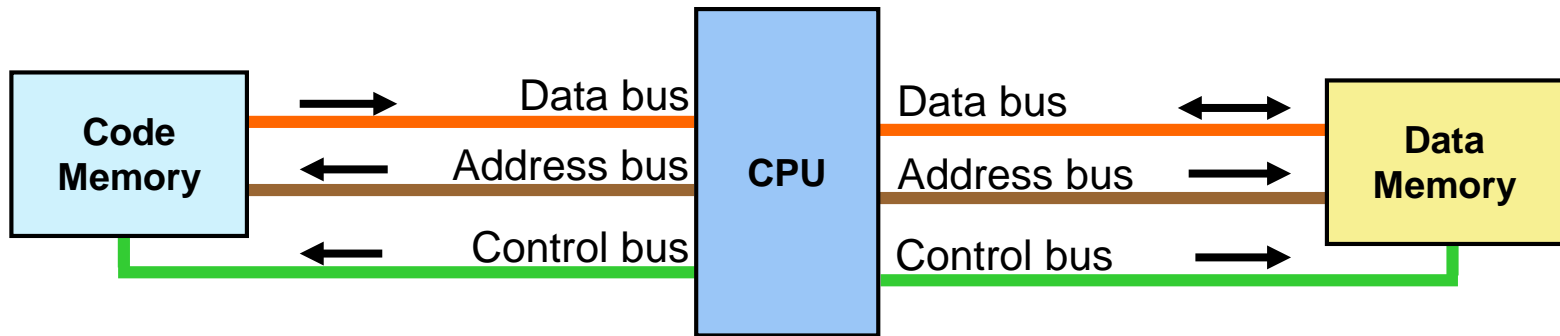 Code
Memory
Data bus
Address bus
Control bus
CPU
Data bus
Address bus
Control bus
Data
Memory